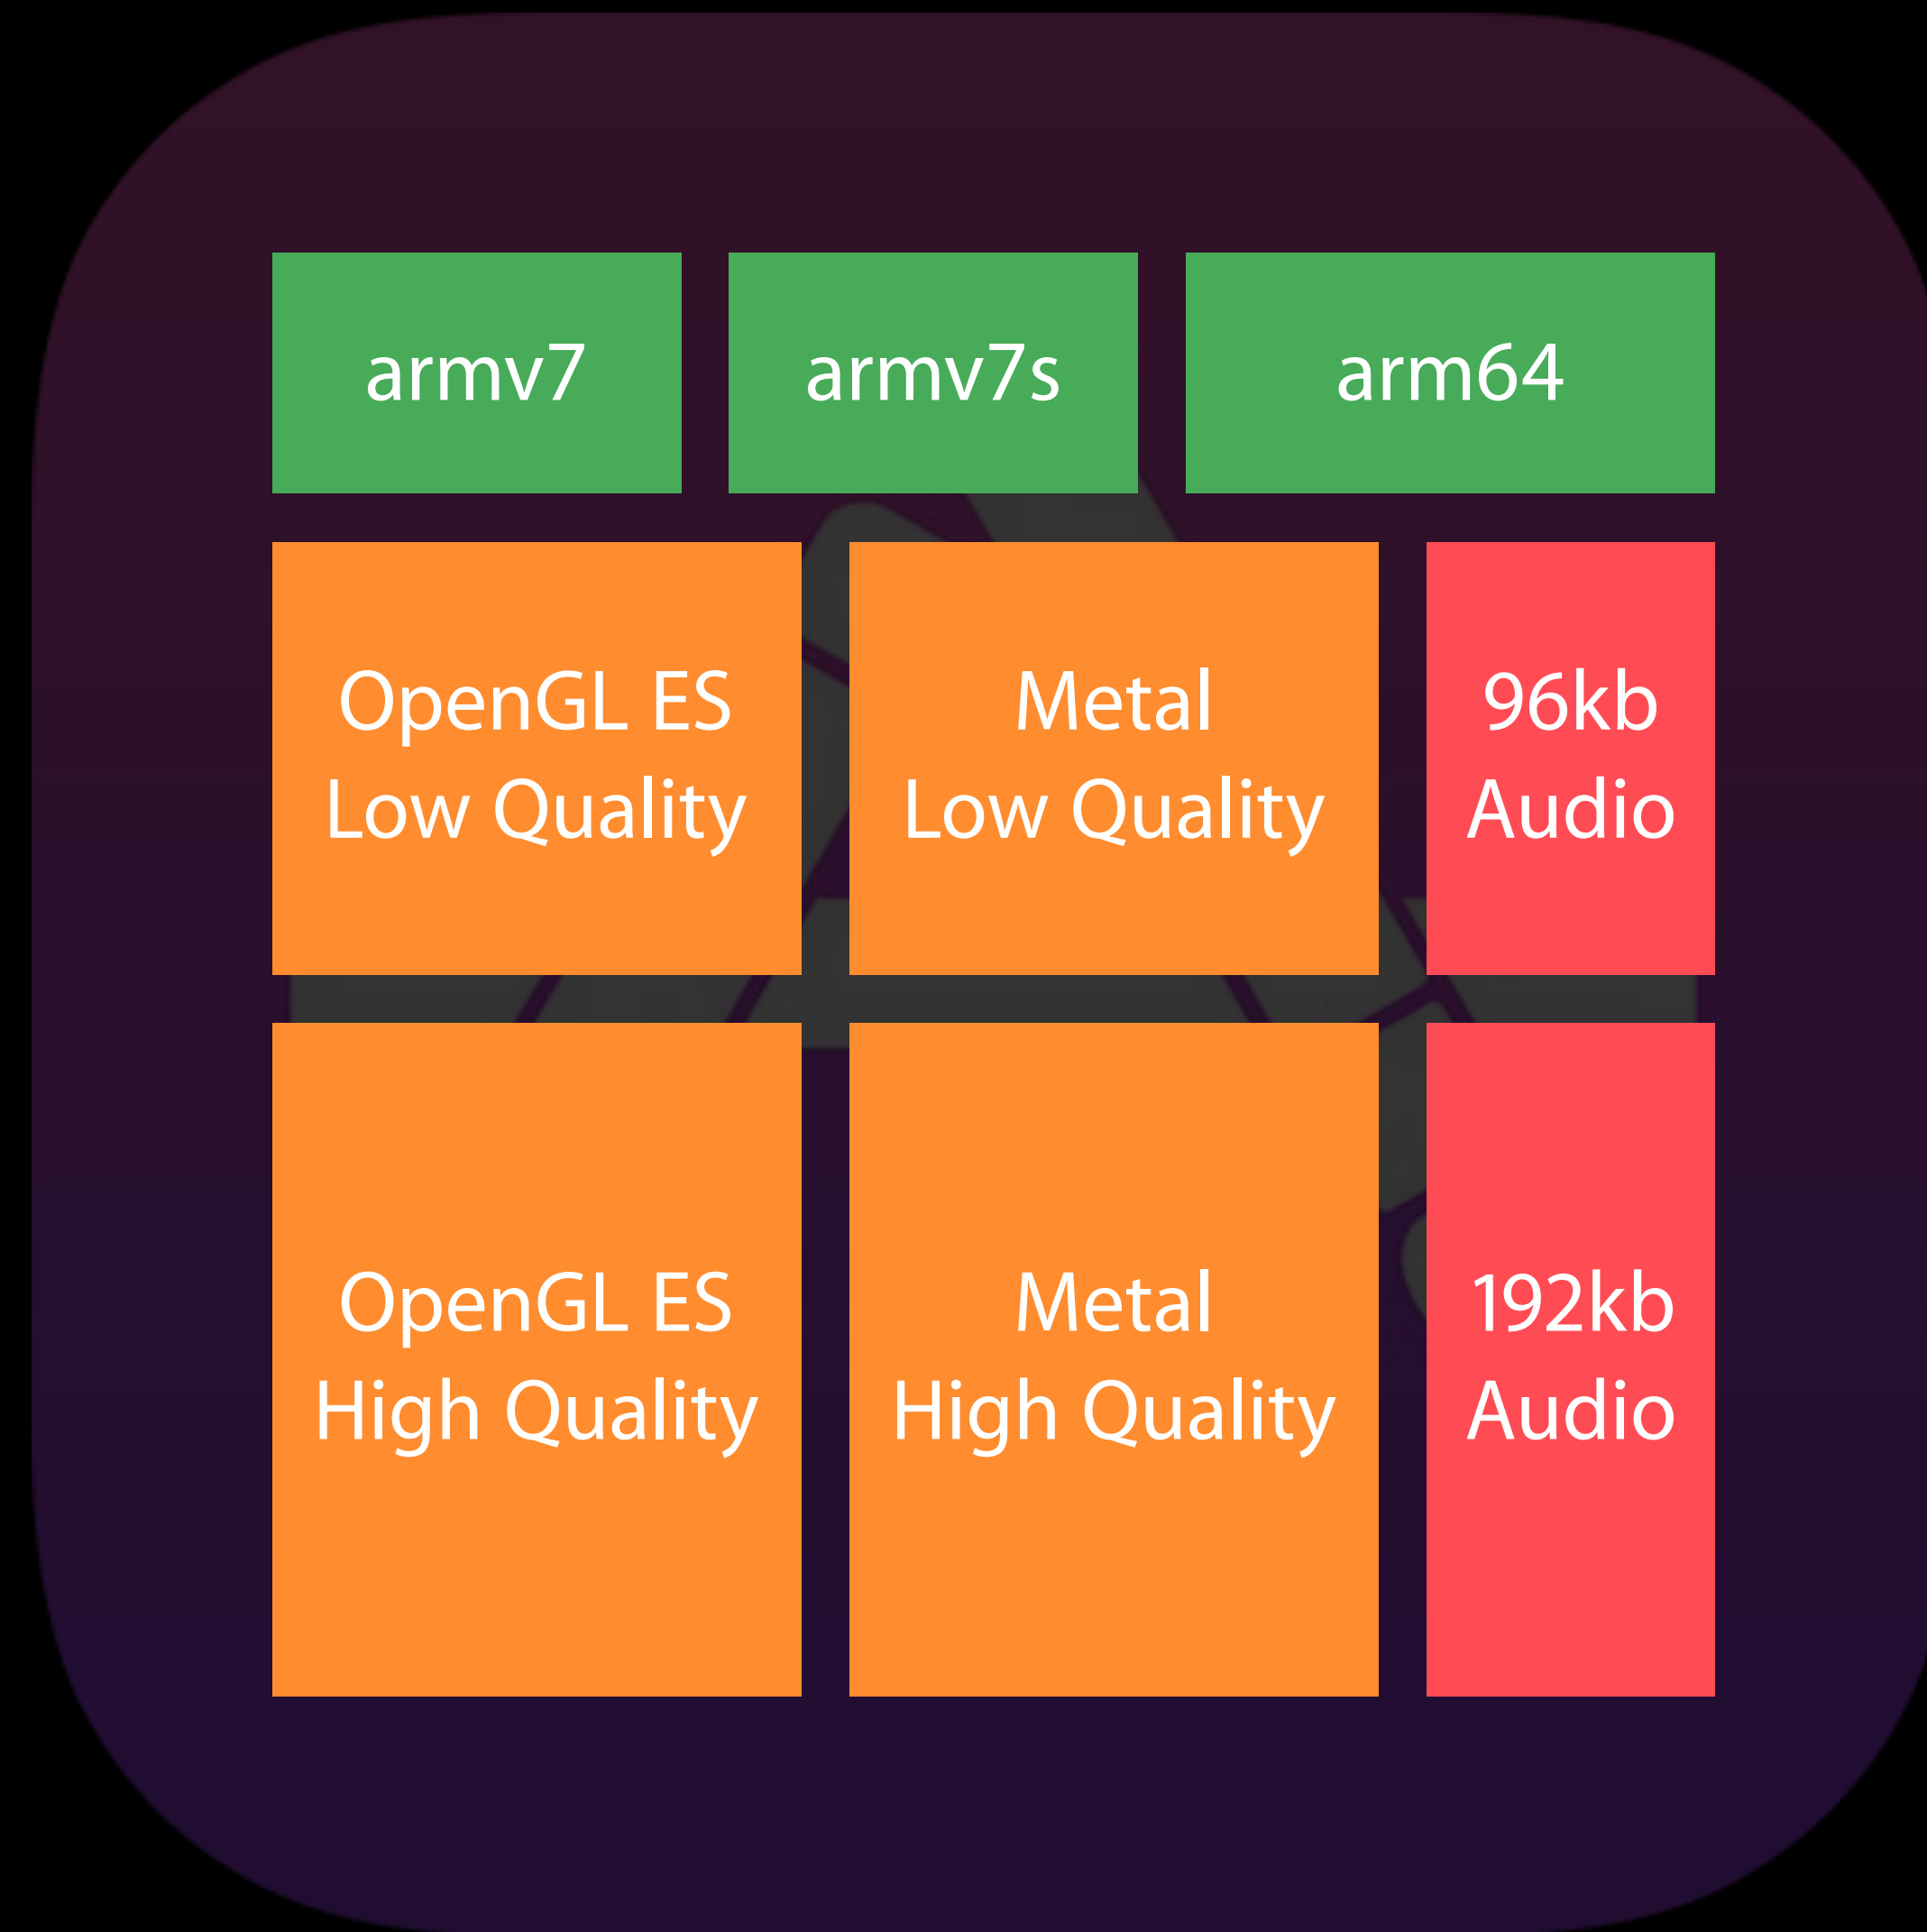 armv7
armv7s
arm64
OpenGL ES
Low Quality
Metal
Low Quality
96kb
Audio
OpenGL ES
High Quality
Metal
High Quality
192kb
Audio